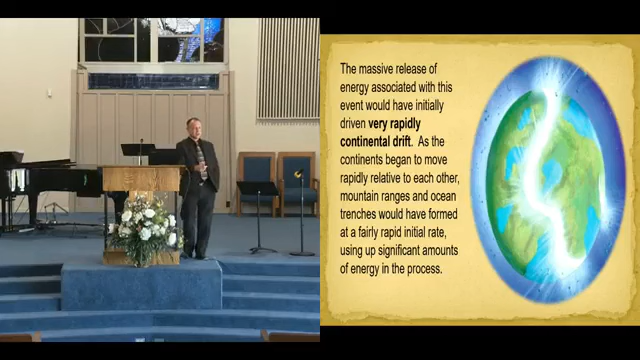 The massive release of
energy associated with this
event would have initially
driven very rapidly
continental drift. As the
continents began to move
rapidly relative to each other,
mountain ranges and ocean
trenches would have formed
at a fairly rapid initial rate,
using up significant amounts
of energy in the process.